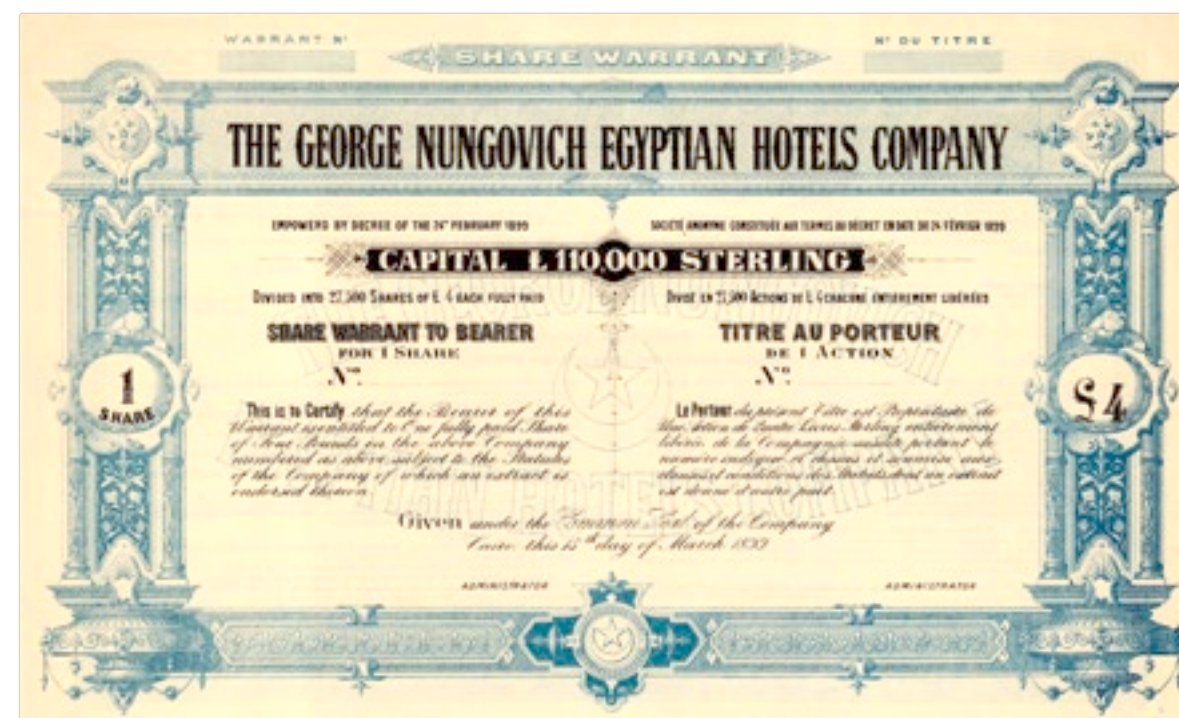 WARRANT Nº
SHARE WARRANT
Nº DU TITRE
THE GEORGE NUNGOVICH EGYPTIAN HOTELS COMPANY
EMPOWERD BY DECREE OF THE 24TH FEBRUARY 1899
SOCIÉTÉ ANONYME CONSTITUÉE AUX TERMES DU DÉCRET EN DATE DU 24 FÉVRIER 1899
CAPITAL £ 110,000 STERLING
DIVIDED INTO 27,500 SHARES OF £ 4 EACH FULLY PAID
DIVISÉ EN 27,500 ACTIONS DE £ 4 CHACUNE ENTIÈREMENT LIBÉRÉES
SHARE WARRANT TO BEARER
FOR 1 SHARE
Nº
TITRE AU PORTEUR
DE 1 ACTION
Nº
1
SHARE
£4
This is to Certify that the Bearer of this
Warrant is entitled to One fully paid Share
of Four Pounds in the above Company
numbered as above subject to the Statutes
of the Company of which an extract is
endorsed thereon
Le Porteur du présent Titre est Propriétaire de
Une Action de Quatre Livres Sterling entièrement
libérée de la Compagnie susdite portant le
numéro indiqué ci dessus et soumise aux
clauses et conditions des Statuts dont un extrait
est donné d'autre part.
Given under the Common Seal of the Company
Cairo this 15th day of March 1899
ADMINISTRATOR
ADMINISTRATOR